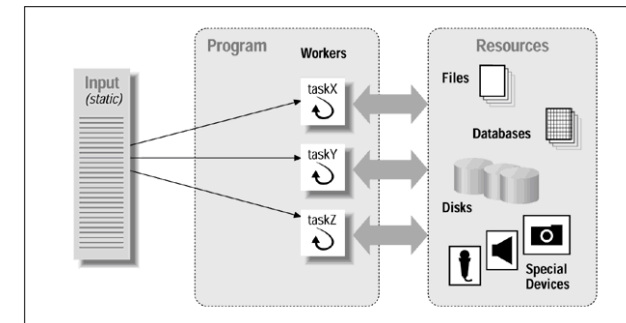 Program
Workers
Resources
Input
(static)
taskX
taskY
taskZ
Files
Databases
Disks
Special
Devices